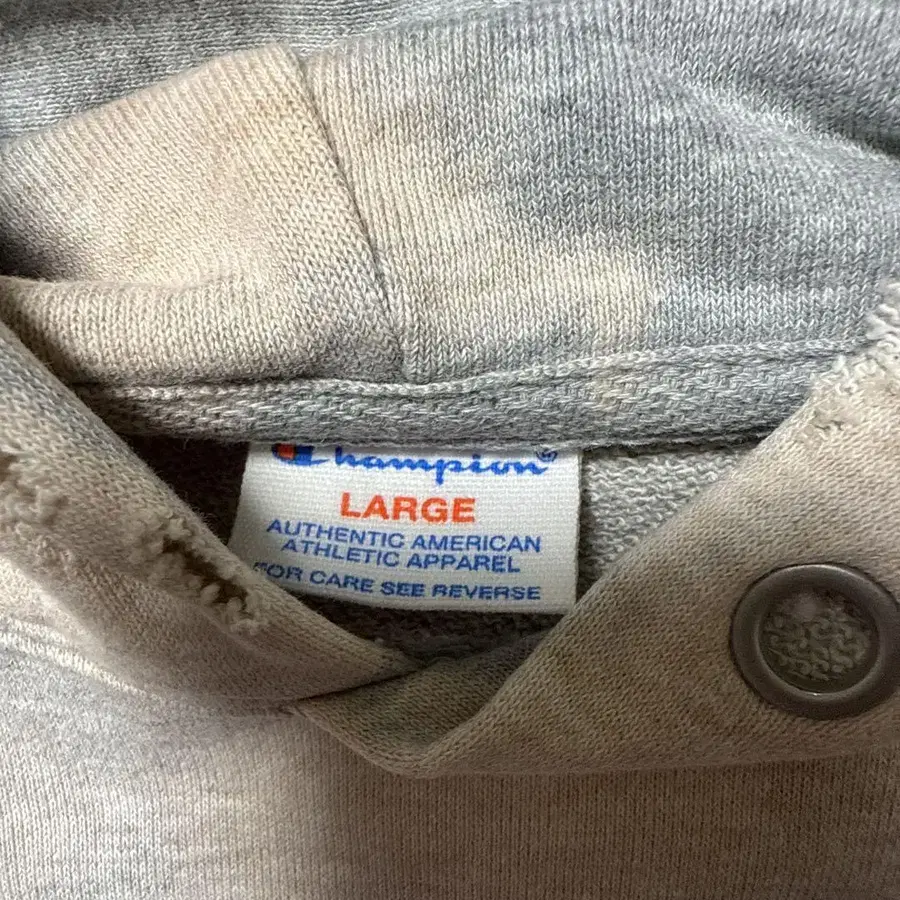 Champion®
LARGE
AUTHENTIC AMERICAN
ATHLETIC APPAREL
FOR CARE SEE REVERSE